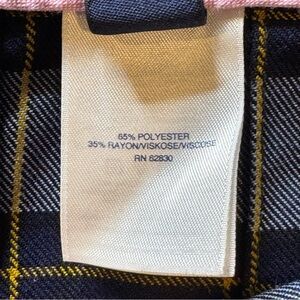 65% POLYESTER
35% RAYON/VISKOSE/VISCOSE
RN 62830